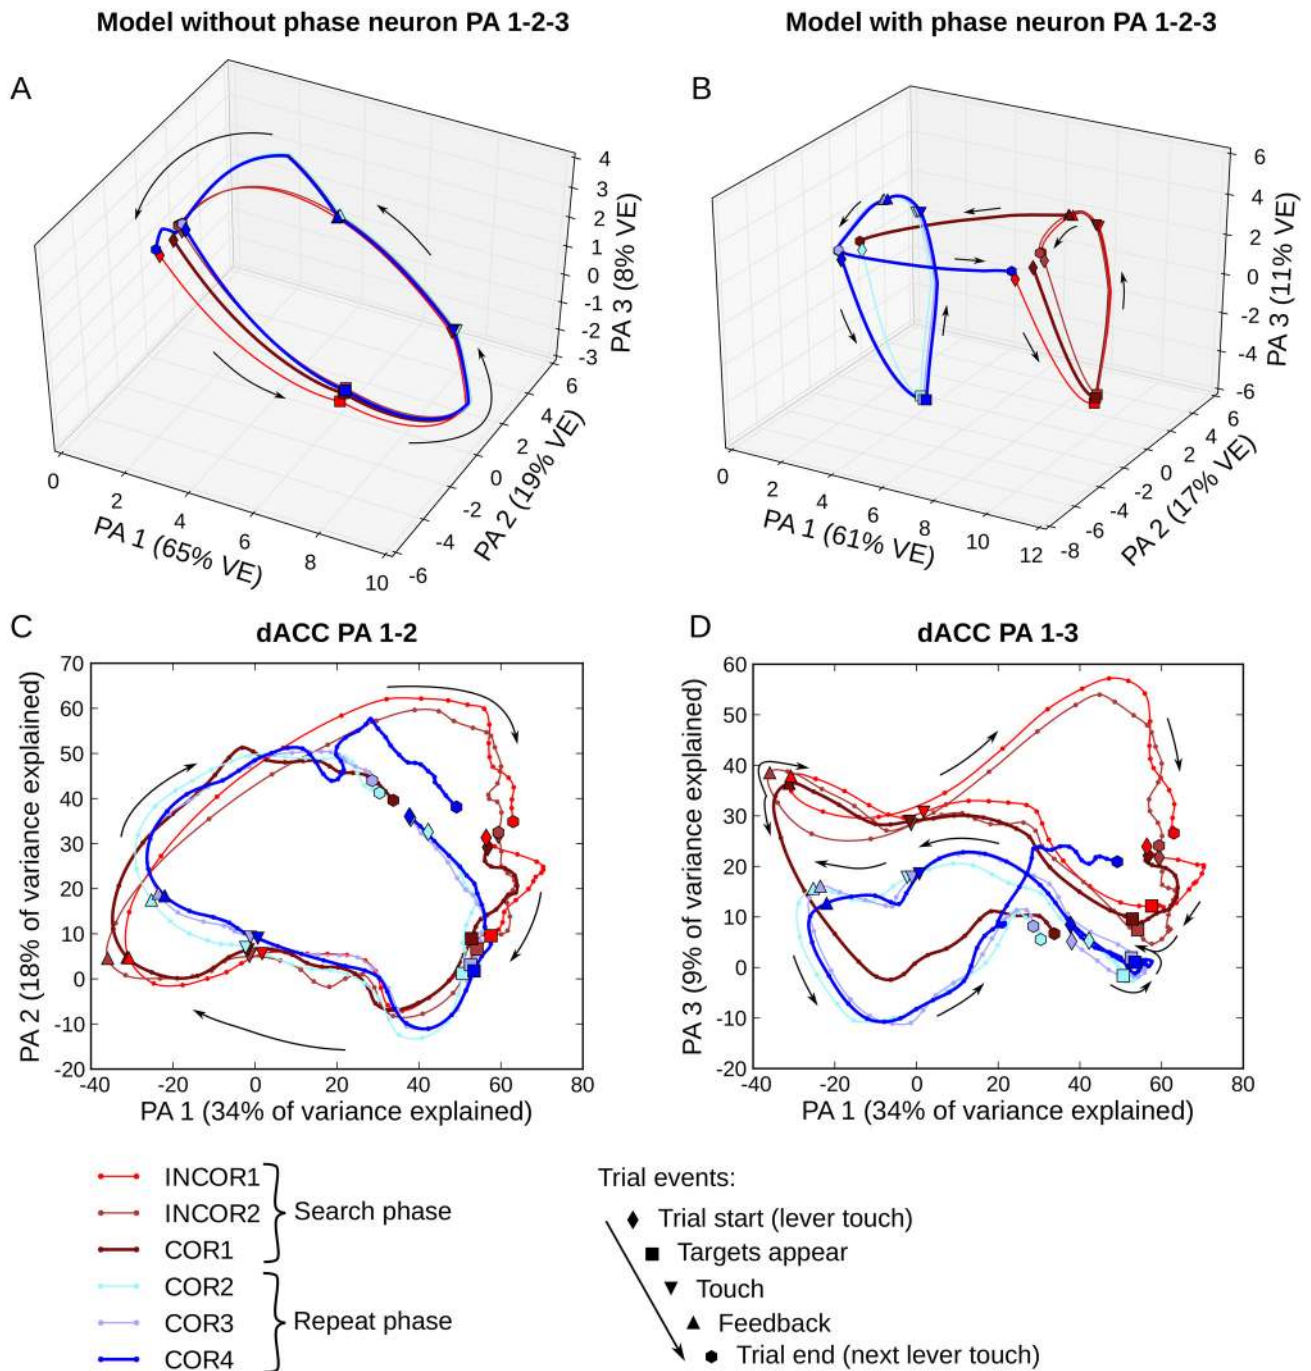 Model without phase neuron PA 1-2-3
Model with phase neuron PA 1-2-3
A
4
3
2
1
0
-1
-2
-3
PA 3 (8% VE)
6
4
2
0
-2
-4
-6
PA 2 (19% VE)
0
2
4
6
8
10
PA 1 (65% VE)
B
6
4
2
0
-2
-4
-6
PA 3 (11% VE)
6
4
2
0
-2
-4
-6
-8
PA 2 (17% VE)
0
2
4
6
8
10
12
PA 1 (61% VE)
C
dACC PA 1-2
70
60
50
40
30
20
10
0
-10
-20
PA 2 (18% of variance explained)
-40
-20
0
20
40
60
80
PA 1 (34% of variance explained)
D
dACC PA 1-3
60
50
40
30
20
10
0
-10
-20
PA 3 (9% of variance explained)
-40
-20
0
20
40
60
80
PA 1 (34% of variance explained)
INCOR1
INCOR2
COR1
Search phase
COR2
COR3
COR4
Repeat phase
Trial events:
Trial start (lever touch)
Targets appear
Touch
Feedback
Trial end (next lever touch)